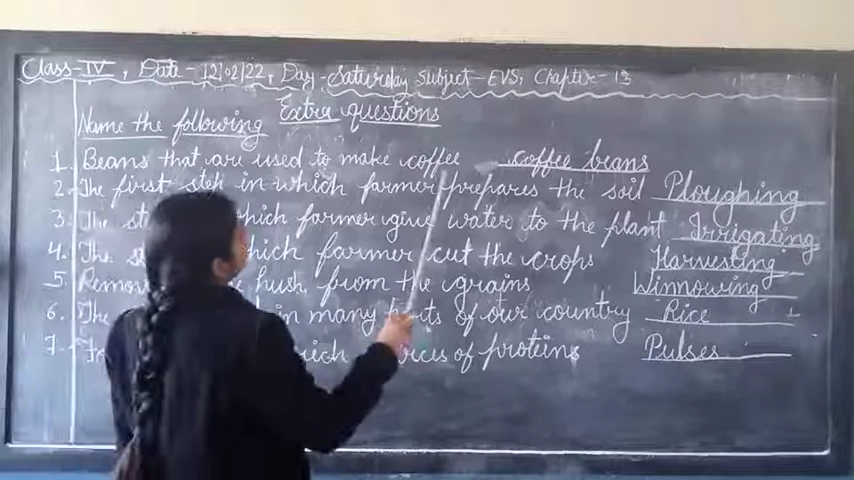 Class-IV, Date - 12/02/22, Day - Saturday Subject - EVS, Chapter - 13
Extra questions
Name the following
1. Beans that are used to make coffee coffee beans
2. The first step in which farmer prepares the soil Ploughing
3. The which farmer give water to the plant Irrigating
4. The which farmer cut the crops Harvesting
5. husk from the grains Winnowing
6. The in many parts of our country Rice
7. of proteins Pulses